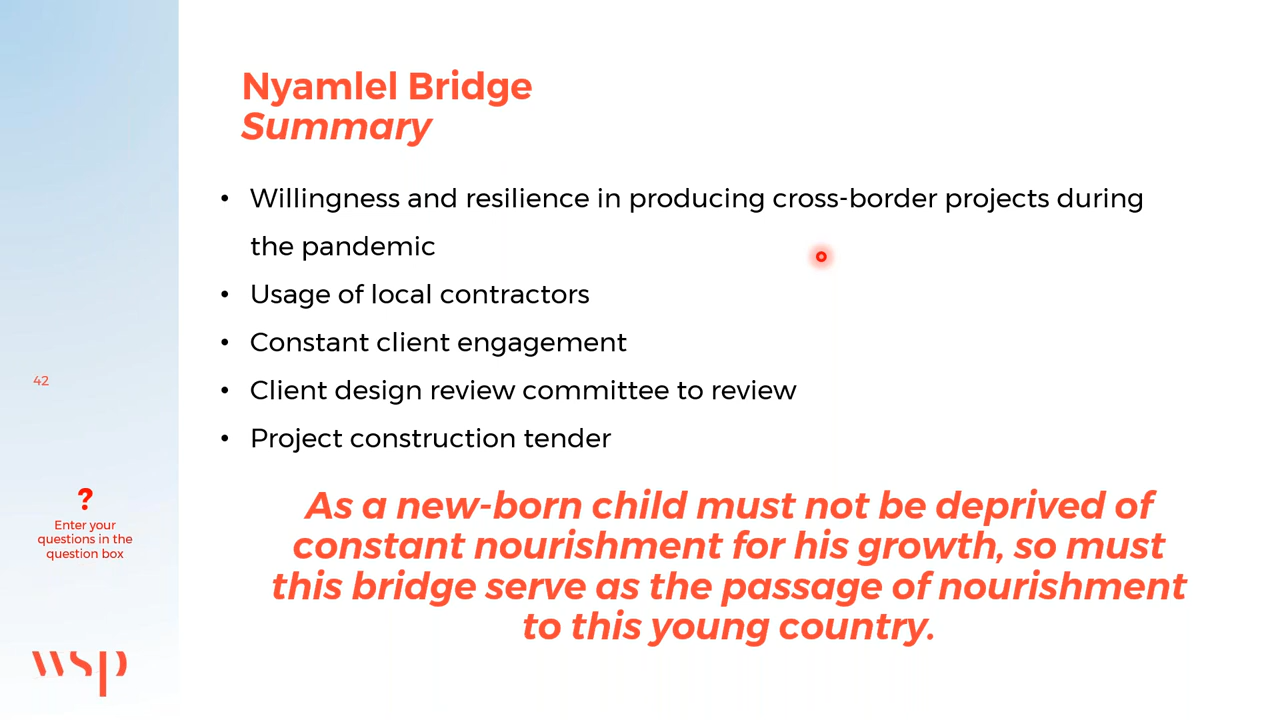 Nyamlel Bridge
Summary
• Willingness and resilience in producing cross-border projects during
the pandemic
• Usage of local contractors
• Constant client engagement
• Client design review committee to review
• Project construction tender
As a new-born child must not be deprived of
constant nourishment for his growth, so must
this bridge serve as the passage of nourishment
to this young country.
42
?
Enter your
questions in the
question box
wsp